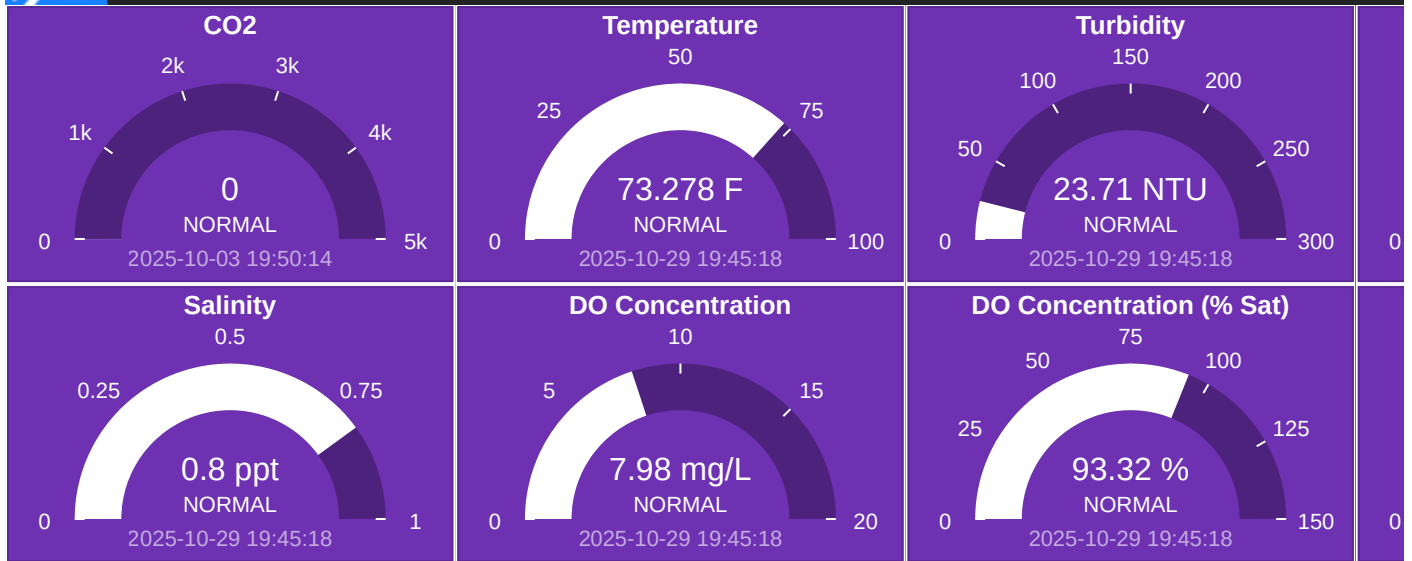 CO2
2k 3k
1k 4k
0
NORMAL
0 5k
2025-10-03 19:50:14
Temperature
50
25 75
73.278 F
NORMAL
0 100
2025-10-29 19:45:18
Turbidity
150
100 200
50 250
23.71 NTU
NORMAL
0 300
2025-10-29 19:45:18
0
Salinity
0.5
0.25 0.75
0.8 ppt
NORMAL
0 1
2025-10-29 19:45:18
DO Concentration
10
5 15
7.98 mg/L
NORMAL
0 20
2025-10-29 19:45:18
DO Concentration (% Sat)
75
50 100
25 125
93.32 %
NORMAL
0 150
2025-10-29 19:45:18
0